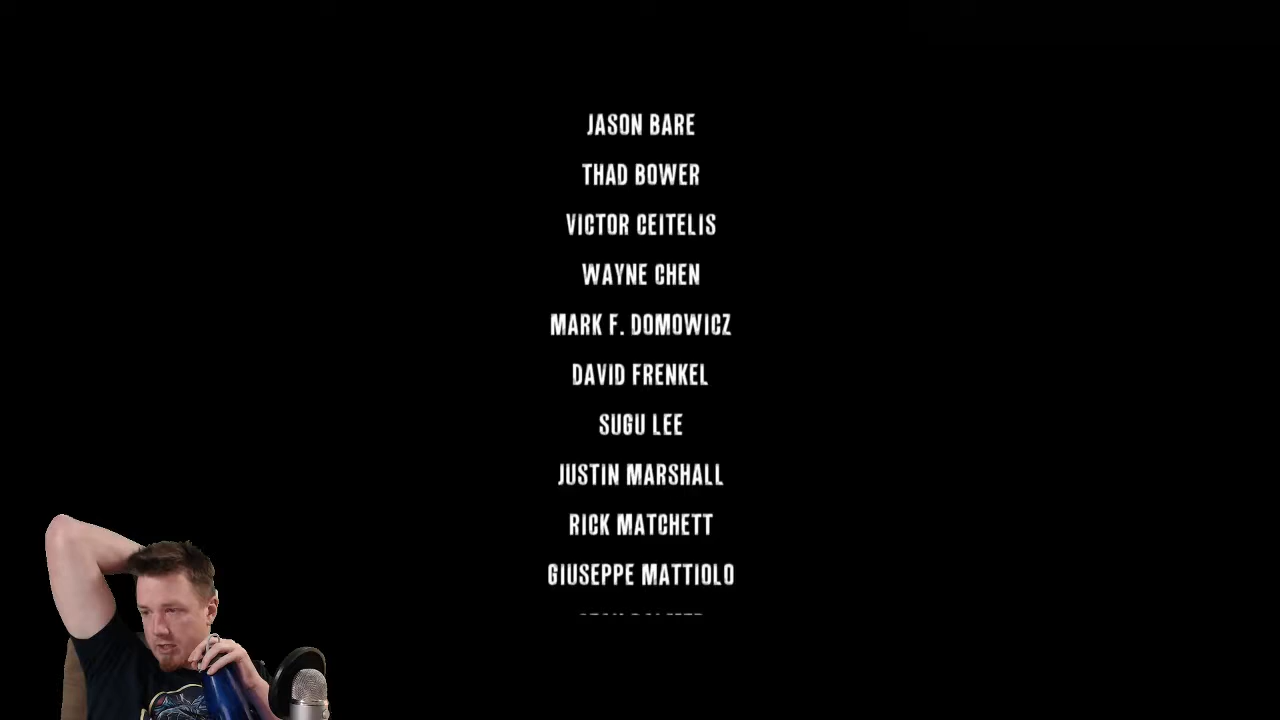 JASON BARE
THAD BOWER
VICTOR CEITELIS
WAYNE CHEN
MARK F. DOMOWICZ
DAVID FRENKEL
SUGU LEE
JUSTIN MARSHALL
RICK MATCHETT
GIUSEPPE MATTIOLO